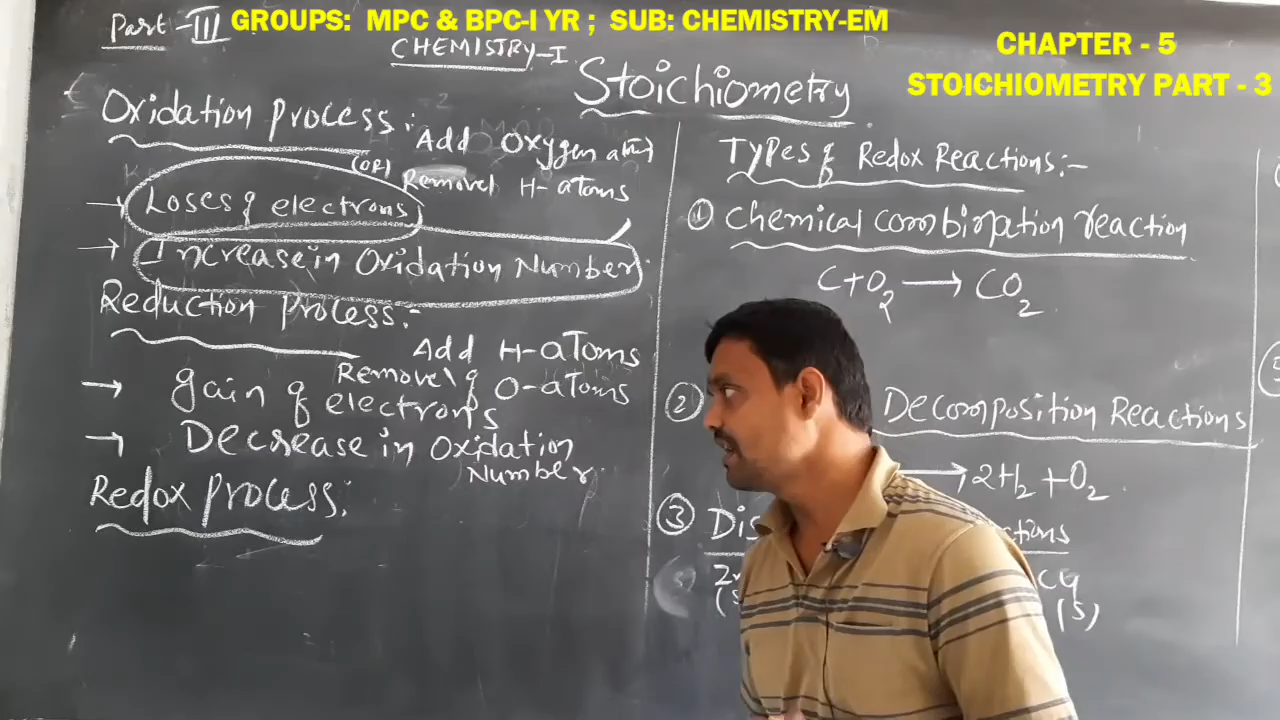 Part-III
GROUPS: MPC & BPC-I YR ; SUB: CHEMISTRY-EM
CHEMISTRY-I.
CHAPTER - 5
STOICHIOMETRY PART - 3
Stoichiometry
Oxidation Process:
Add Oxygen
(OR)
Removel H-atoms
→ Loses of electrons
→ Increase in Oxidation Number.
Reduction Process:-
Add H-aToms
Removel of O-aToms
→ gain of electrons
→ Decrease in Oxidation
Number.
Redox Process:
Types of Redox Reactions:-
① Chemical combination reaction
C+O2 → CO2
② Decomposition Reactions
→ 2H2 + O2
③ Dis
(S)